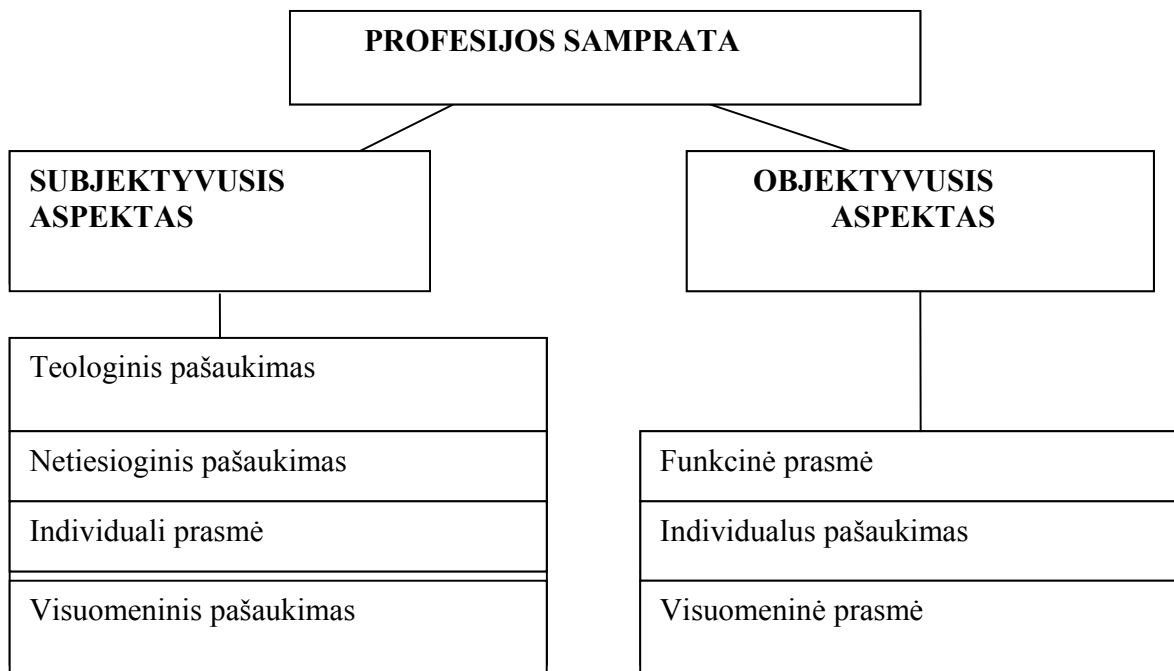 PROFESIJOS SAMPRATA
SUBJEKTYVUSIS
ASPEKTAS
OBJEKTYVUSIS
ASPEKTAS
Teologinis pašaukimas
Netiesioginis pašaukimas
Individuali prasmė
Visuomeninis pašaukimas
Funkcinė prasmė
Individualus pašaukimas
Visuomeninė prasmė